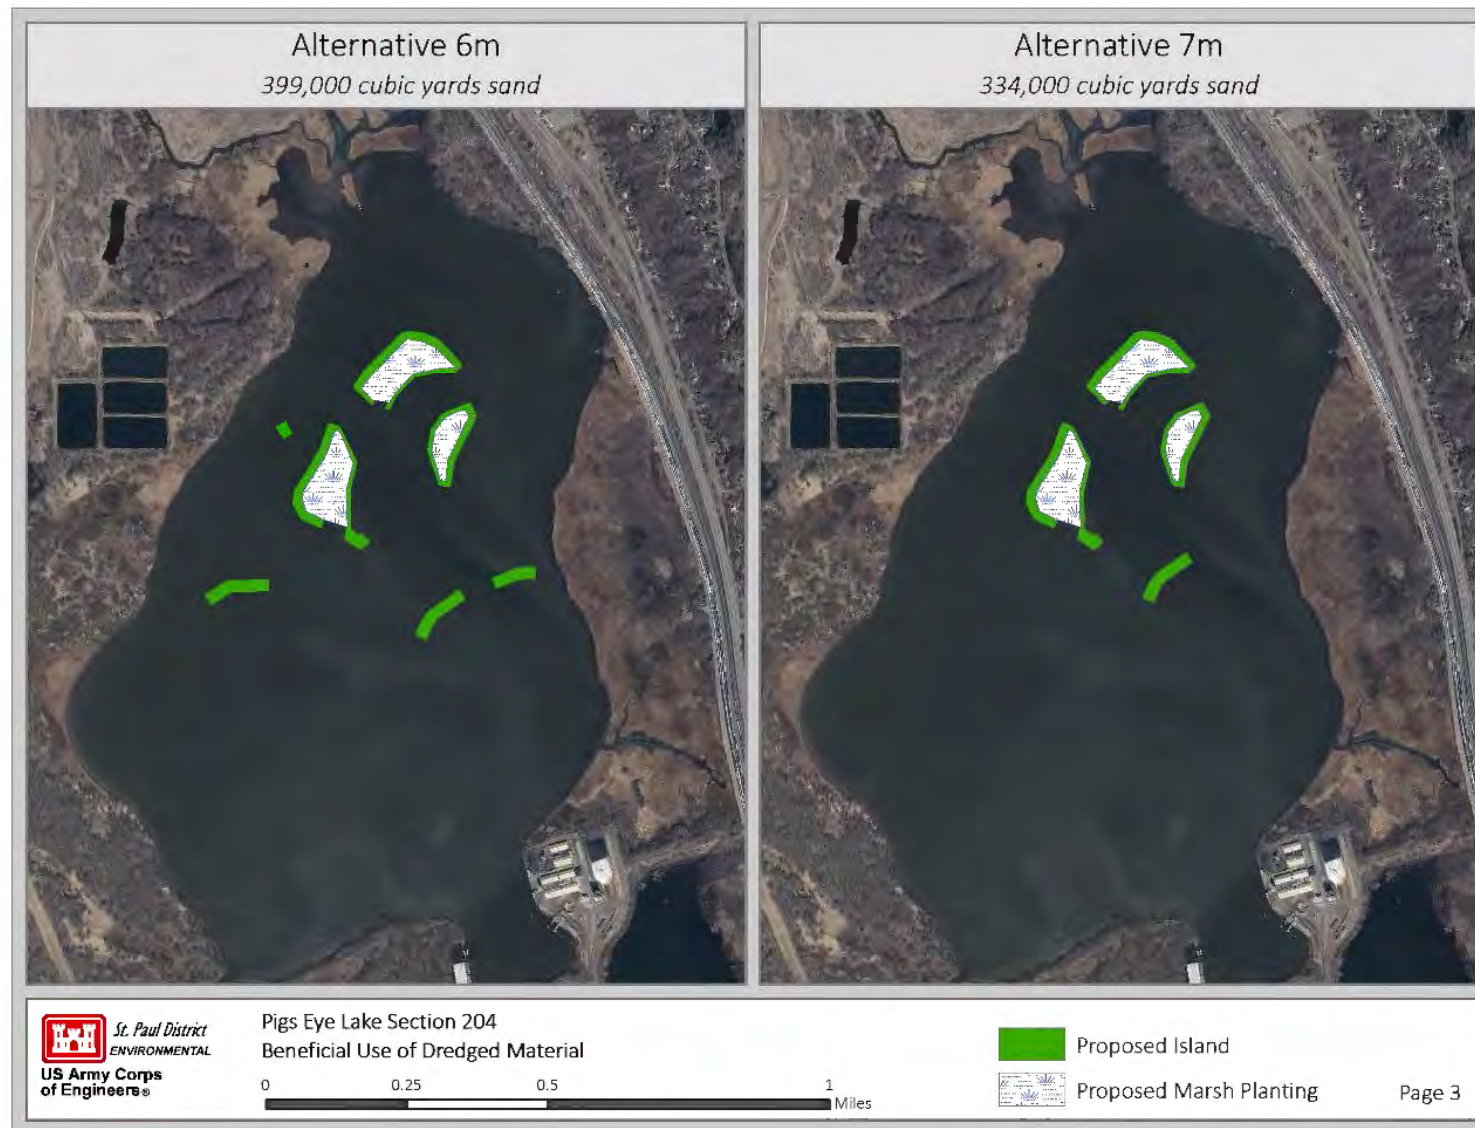 Alternative 6m
399,000 cubic yards sand
Alternative 7m
334,000 cubic yards sand
St. Paul District
ENVIRONMENTAL
US Army Corps
of Engineers®
Pigs Eye Lake Section 204
Beneficial Use of Dredged Material
0 0.25 0.5 1
Miles
Proposed Island
Proposed Marsh Planting
Page 3